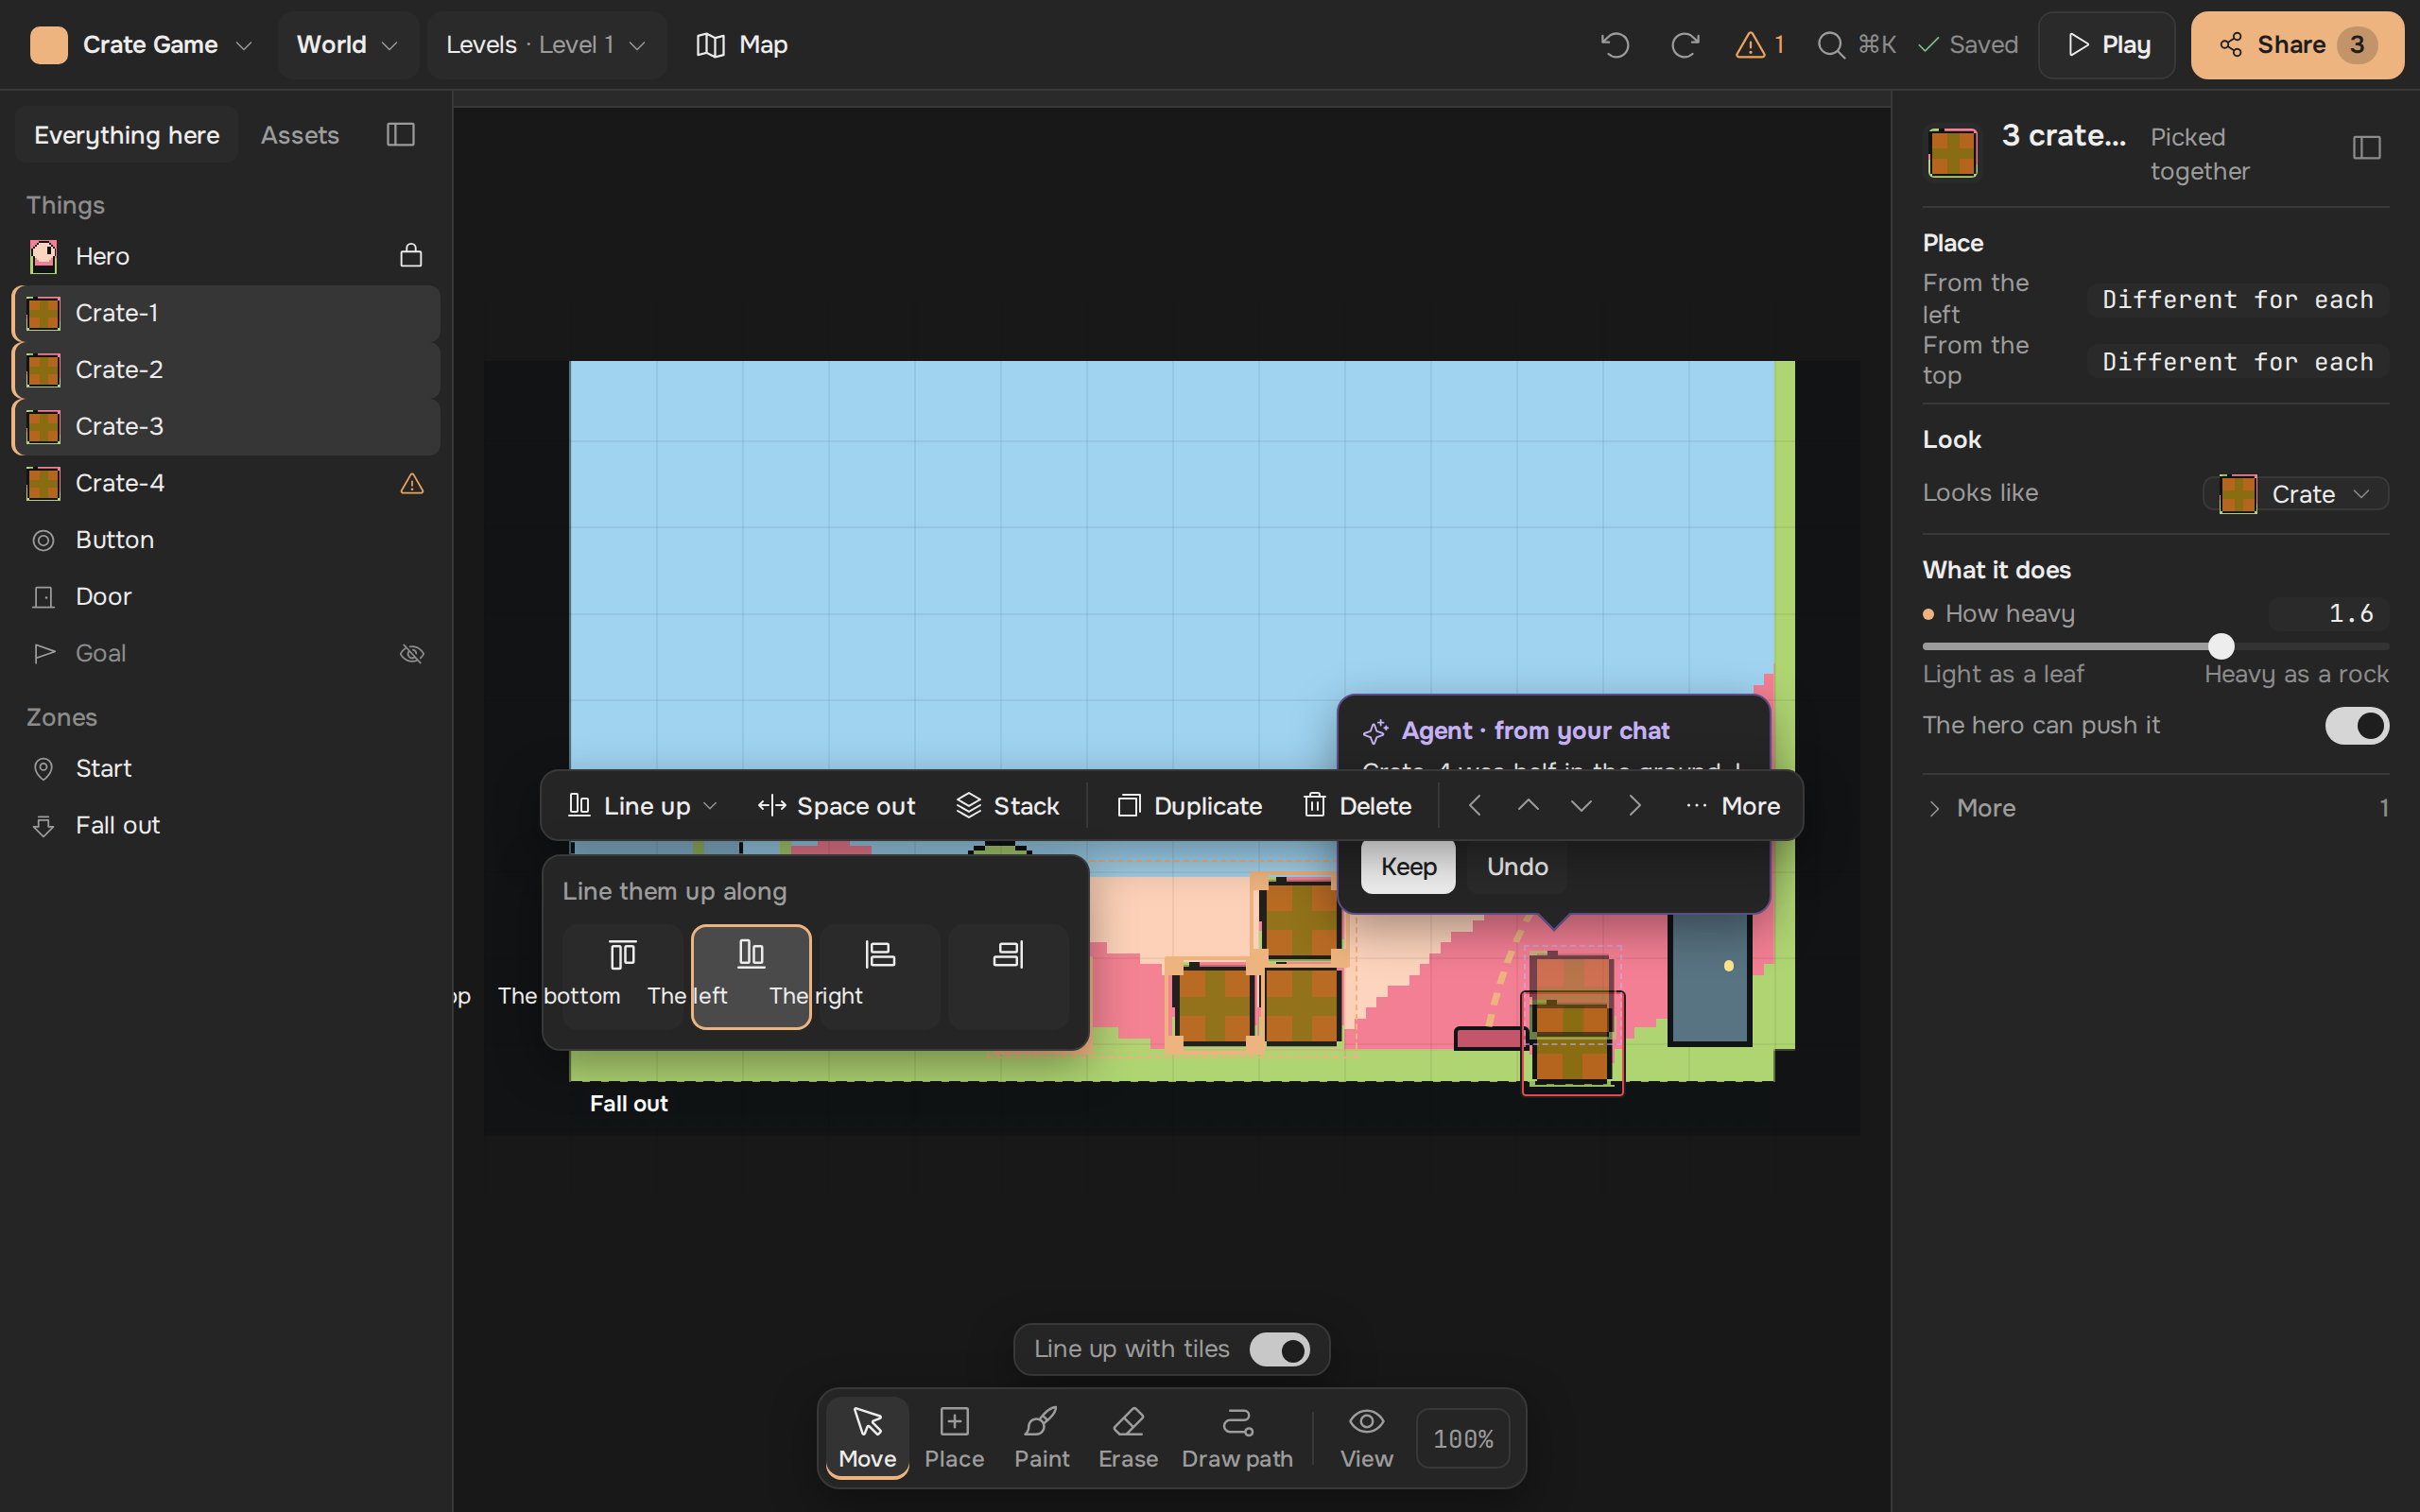 Crate Game
World
Levels · Level 1
Map
1
⌘K
Saved
Play
Share 3
Everything here
Assets
Things
Hero
Crate-1
Crate-2
Crate-3
Crate-4
Button
Door
Goal
Zones
Start
Fall out
Agent · from your chat
Line up
Space out
Stack
Duplicate
Delete
More
Keep
Undo
Line them up along
op
The bottom
The left
The right
Fall out
Line up with tiles
Move
Place
Paint
Erase
Draw path
View
100%
3 crate...
Picked
together
Place
From the
left
Different for each
From the
top
Different for each
Look
Looks like
Crate
What it does
How heavy
1.6
Light as a leaf
Heavy as a rock
The hero can push it
More
1